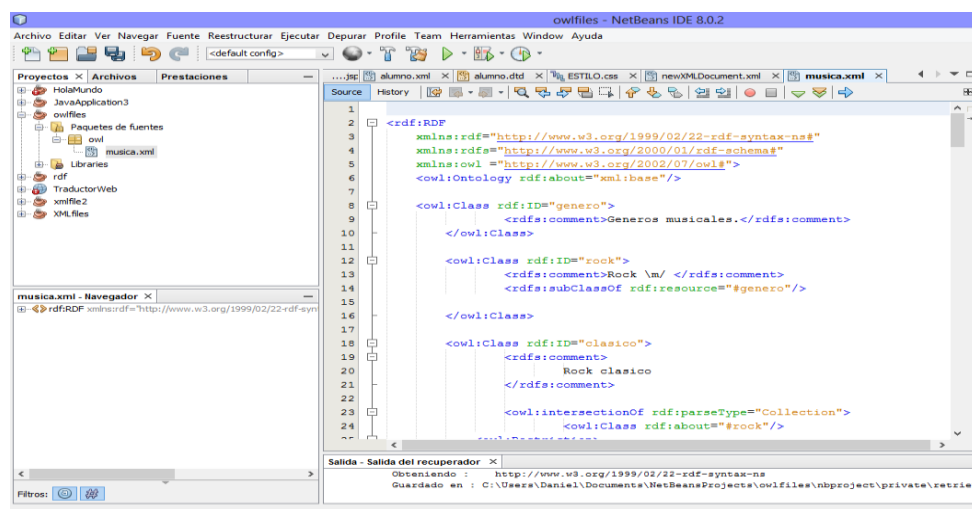 owlfiles - NetBeans IDE 8.0.2
Archivo Editar Ver Navegar Fuente Reestructurar Ejecutar Depurar Profile Team Herramientas Window Ayuda
<default config>
Proyectos × Archivos Prestaciones
HolaMundo
JavaApplication3
owlfiles
Paquetes de fuentes
owl
musica.xml
Libraries
rdf
TraductorWeb
xmlfile2
XMLfiles
musica.xml - Navegador ×
rdf:RDF xmlns:rdf="http://www.w3.org/1999/02/22-rdf-syn
Filtros:
....jsp alumno.xml × alumno.dtd × ESTILO.css × newXMLDocument.xml × musica.xml ×
Source History
1
2 <rdf:RDF
3 xmlns:rdf="http://www.w3.org/1999/02/22-rdf-syntax-ns#"
4 xmlns:rdfs="http://www.w3.org/2000/01/rdf-schema#"
5 xmlns:owl ="http://www.w3.org/2002/07/owl#">
6 <owl:Ontology rdf:about="xml:base"/>
7
8 <owl:Class rdf:ID="genero">
9 <rdfs:comment>Generos musicales.</rdfs:comment>
10 </owl:Class>
11
12 <owl:Class rdf:ID="rock">
13 <rdfs:comment>Rock \m/ </rdfs:comment>
14 <rdfs:subClassOf rdf:resource="#genero"/>
15
16 </owl:Class>
17
18 <owl:Class rdf:ID="clasico">
19 <rdfs:comment>
20 Rock clasico
21 </rdfs:comment>
22
23 <owl:intersectionOf rdf:parseType="Collection">
24 <owl:Class rdf:about="#rock"/>
Salida - Salida del recuperador ×
Obteniendo : http://www.w3.org/1999/02/22-rdf-syntax-ns
Guardado en : C:\Users\Daniel\Documents\NetBeansProjects\owlfiles\nbproject\private\retrie